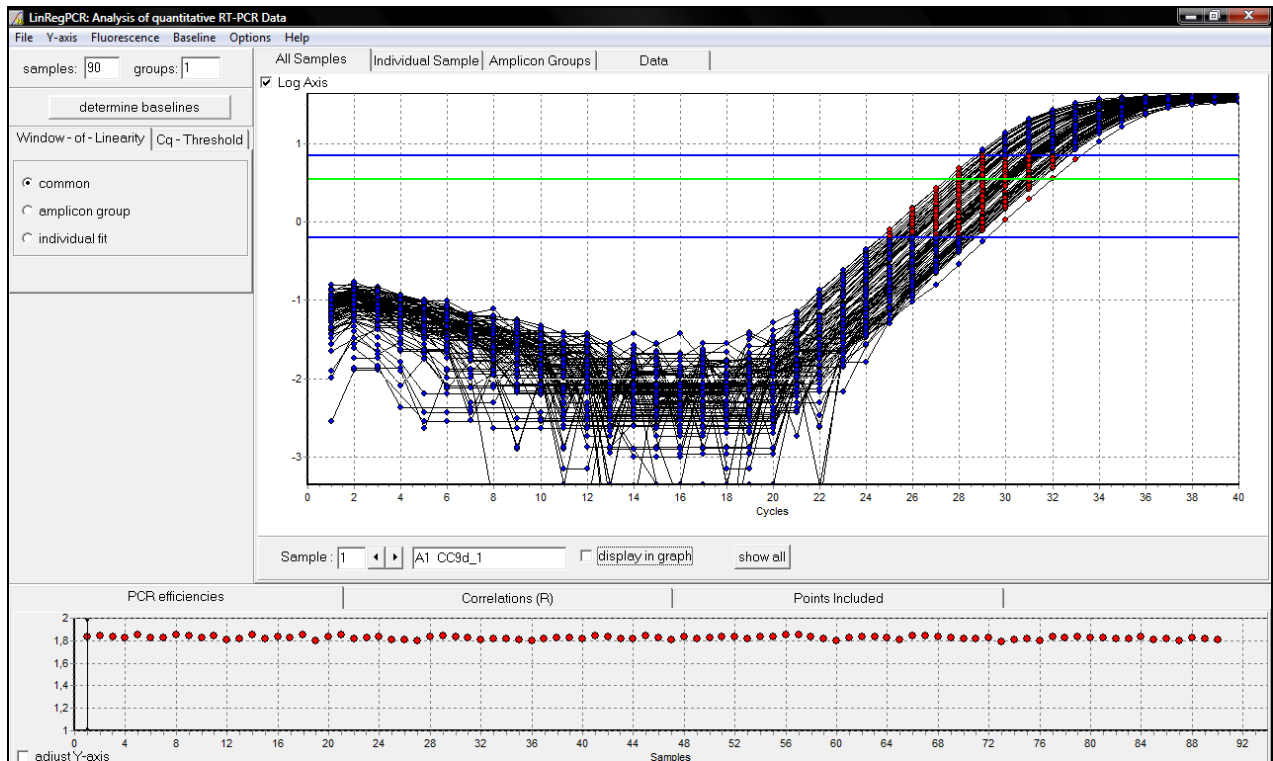 LinRegPCR: Analysis of quantitative RT-PCR Data
File Y-axis Fluorescence Baseline Options Help
samples: 90 groups: 1
determine baselines
Window-of-Linearity Cq-Threshold
common
amplicon group
individual fit
All Samples Individual Sample Amplicon Groups Data
Log Axis
1
0
-1
-2
-3
0 2 4 6 8 10 12 14 16 18 20 22 24 26 28 30 32 34 36 38 40
Cycles
Sample : 1 A1 CC9d_1 display in graph show all
PCR efficiencies Correlations (R) Points Included
2
1,8
1,6
1,4
1,2
1
0 4 8 12 16 20 24 28 32 36 40 44 48 52 56 60 64 68 72 76 80 84 88 92
adjust Y-axis Samples